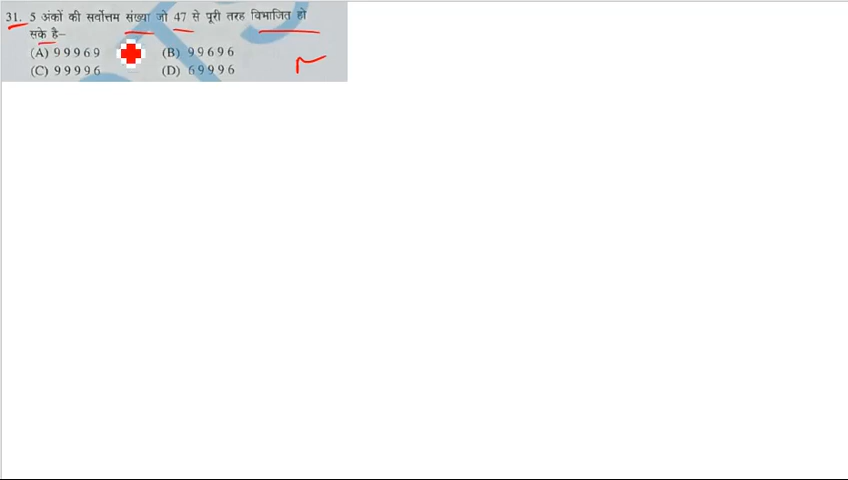 31. 5 अंकों की सर्वोत्तम संख्या जो 47 से पूरी तरह विभाजित हो
सके है–
(A) 99969 (B) 99696
(C) 99996 (D) 69996